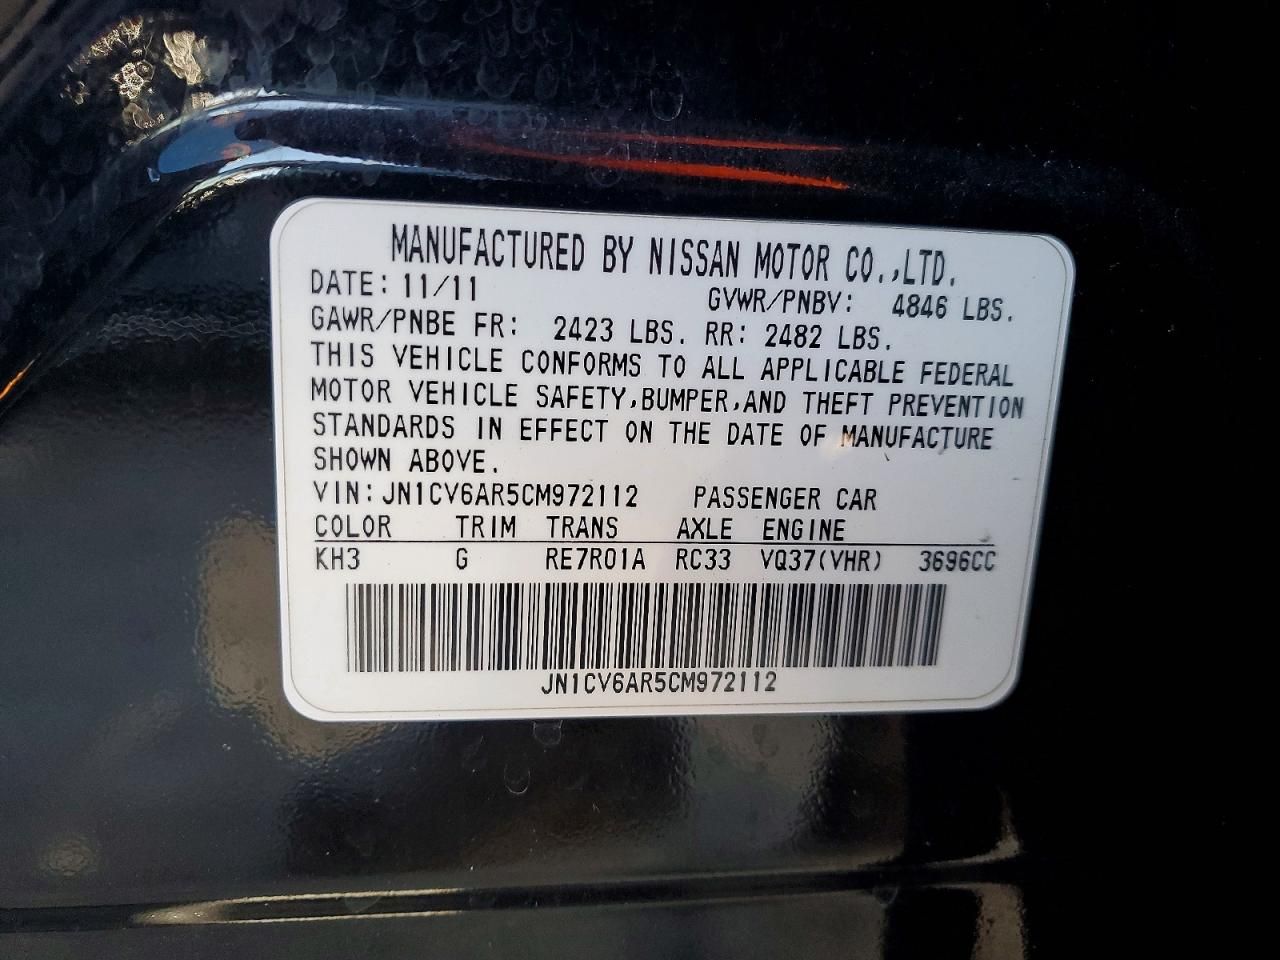 MANUFACTURED BY NISSAN MOTOR CO.,LTD.
DATE: 11/11 GVWR/PNBV: 4846 LBS.
GAWR/PNBE FR: 2423 LBS. RR: 2482 LBS.
THIS VEHICLE CONFORMS TO ALL APPLICABLE FEDERAL
MOTOR VEHICLE SAFETY,BUMPER,AND THEFT PREVENTION
STANDARDS IN EFFECT ON THE DATE OF MANUFACTURE
SHOWN ABOVE.
VIN: JN1CV6AR5CM972112 PASSENGER CAR
COLOR TRIM TRANS AXLE ENGINE
KH3 G RE7R01A RC33 VQ37(VHR) 3696CC
JN1CV6AR5CM972112